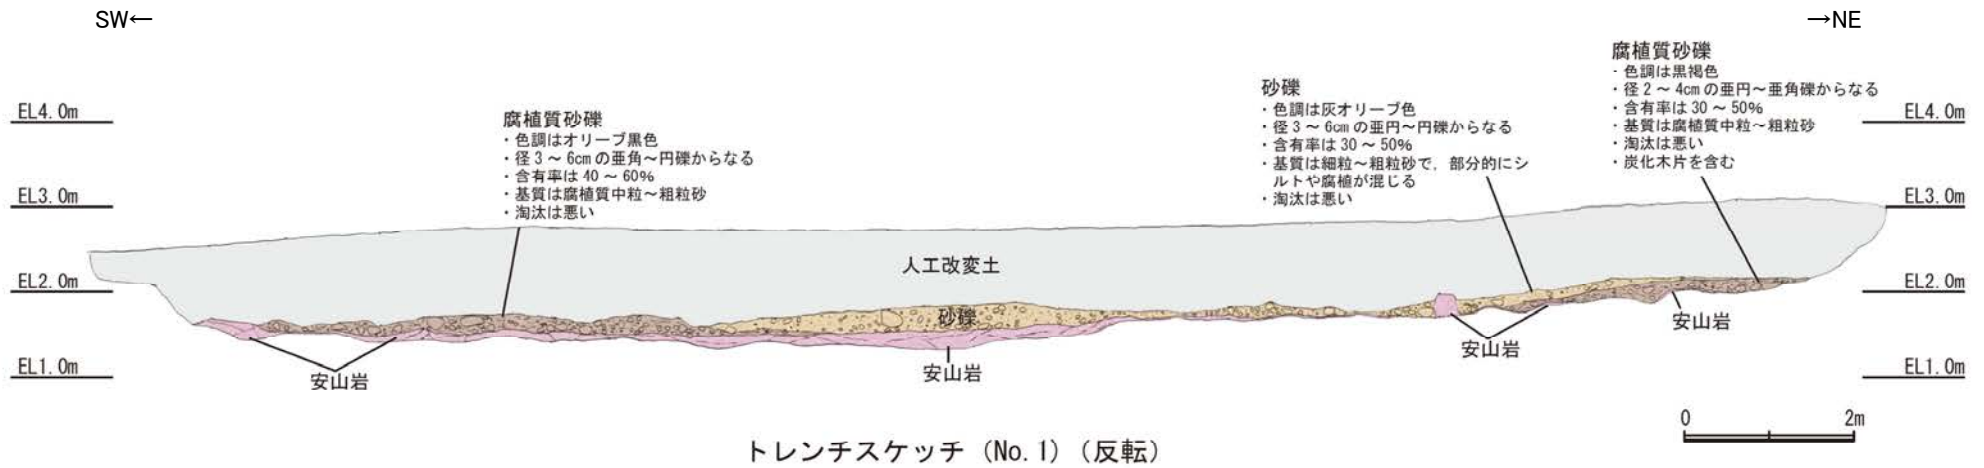 SW←
→NE
腐植質砂礫
・色調は黒褐色
・径 2 ～ 4cm の亜円～亜角礫からなる
・含有率は 30 ～ 50%
・基質は腐植質中粒～粗粒砂
・淘汰は悪い
・炭化木片を含む
砂礫
・色調は灰オリーブ色
・径 3 ～ 6cm の亜円～円礫からなる
・含有率は 30 ～ 50%
・基質は細粒～粗粒砂で，部分的にシ
ルトや腐植が混じる
・淘汰は悪い
腐植質砂礫
・色調はオリーブ黒色
・径 3 ～ 6cm の亜角～円礫からなる
・含有率は 40 ～ 60%
・基質は腐植質中粒～粗粒砂
・淘汰は悪い
EL4.0m
EL4.0m
EL3.0m
EL3.0m
人工改変土
EL2.0m
EL2.0m
砂礫
安山岩
安山岩
安山岩
安山岩
EL1.0m
EL1.0m
0 2m
トレンチスケッチ（No.1）（反転）